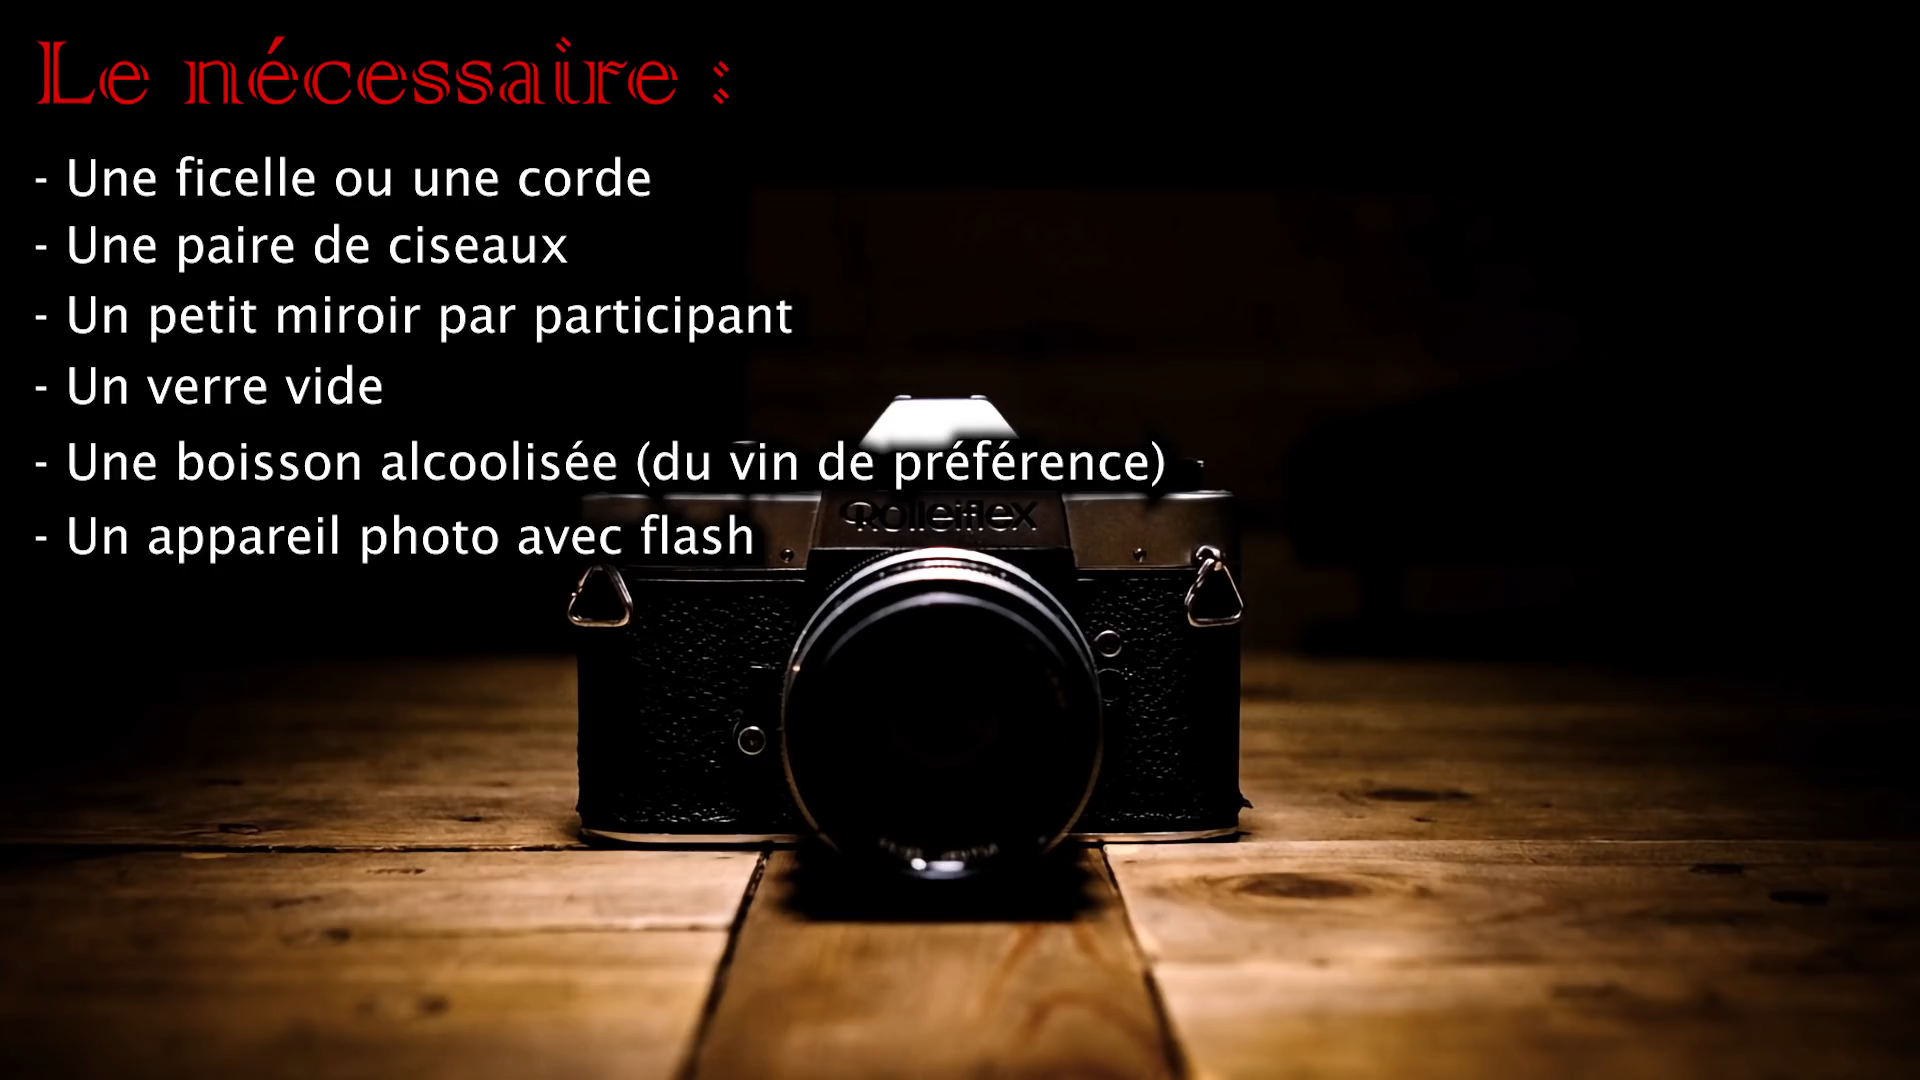 Le nécessaire :
- Une ficelle ou une corde
- Une paire de ciseaux
- Un petit miroir par participant
- Un verre vide
- Une boisson alcoolisée (du vin de préférence)
- Un appareil photo avec flash
Rolleiflex